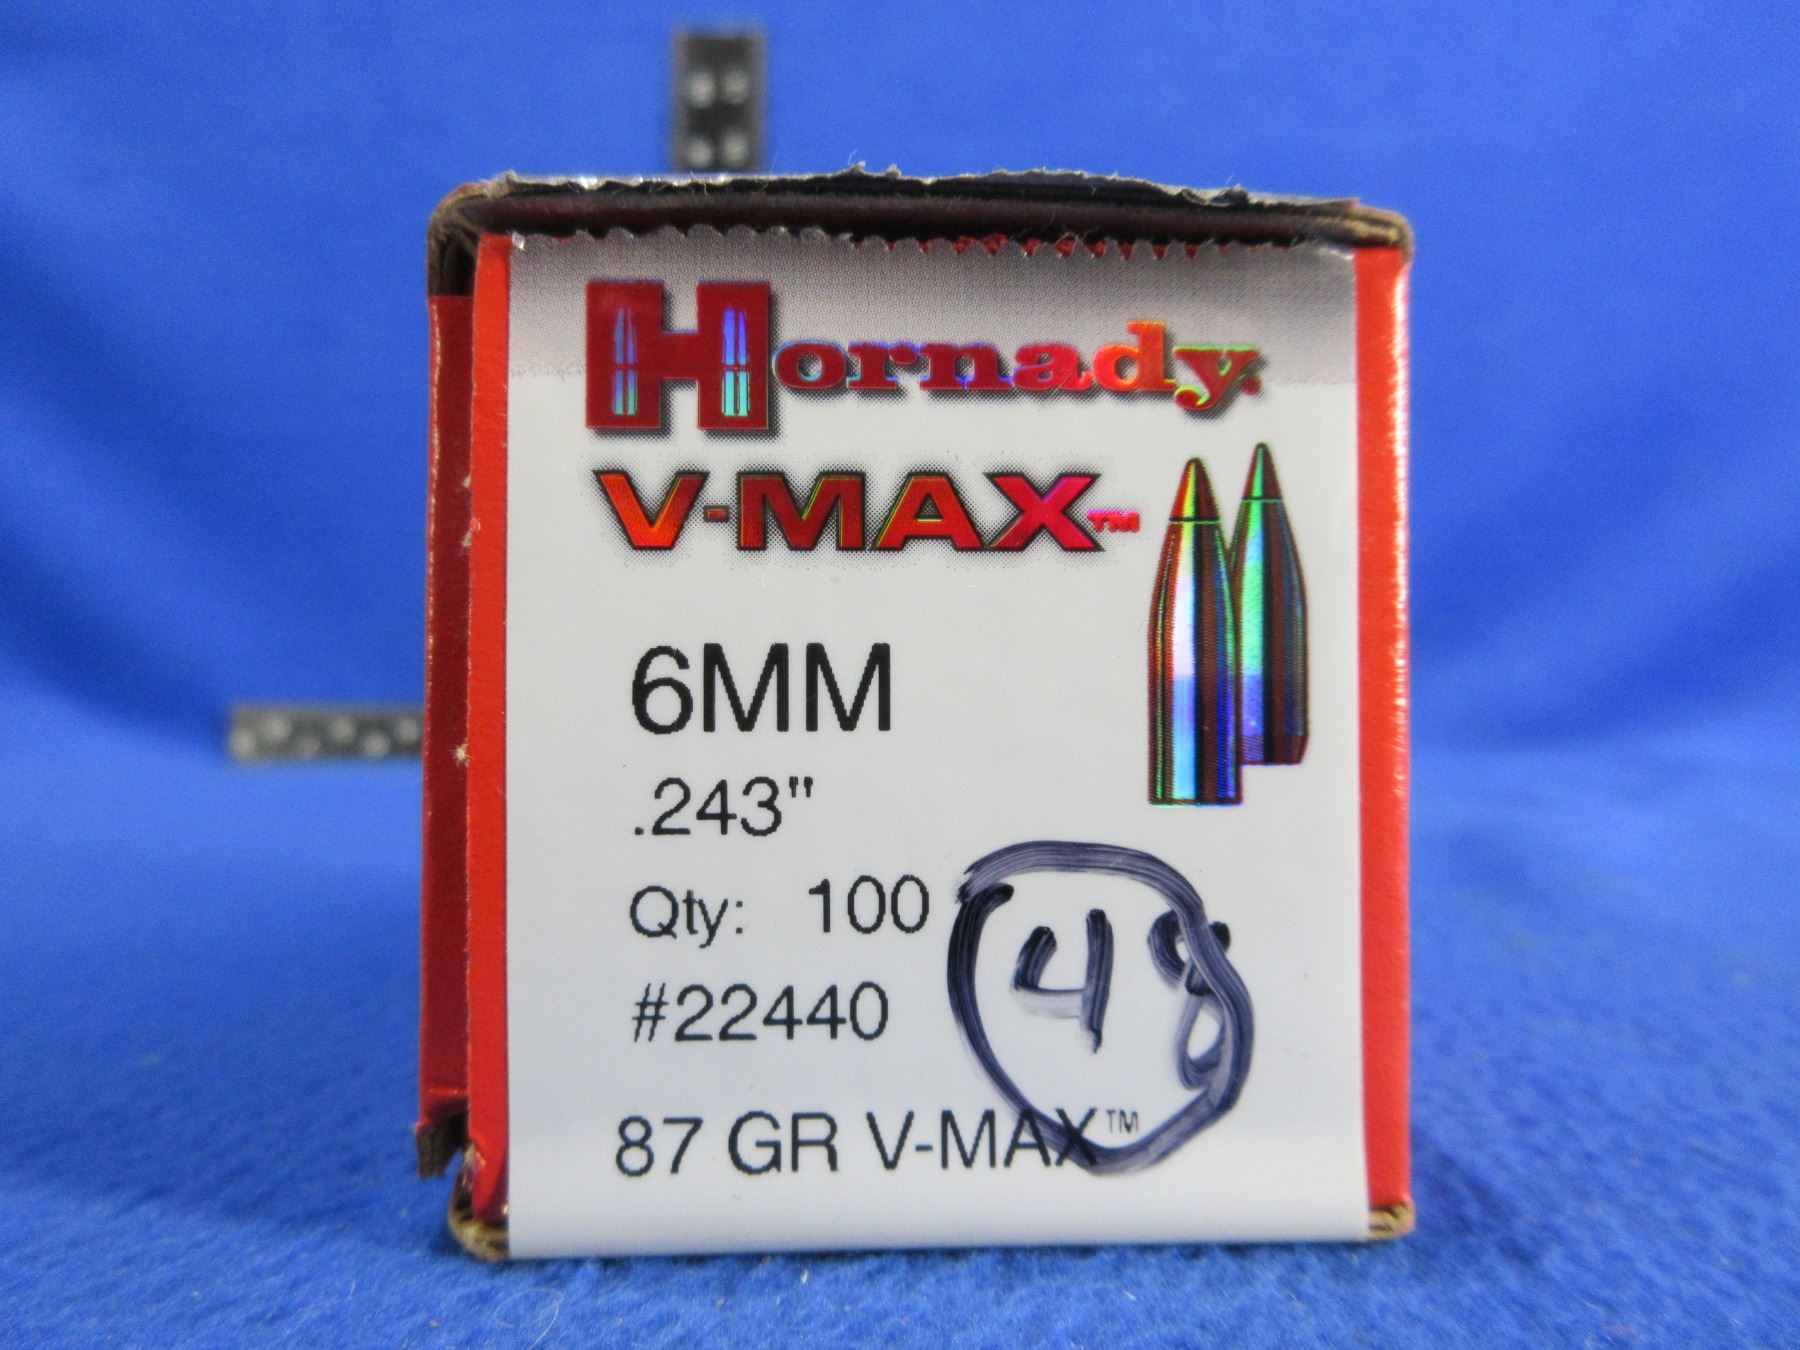 Hornady
V-MAX™
6MM
.243"
Qty: 100
48
#22440
87 GR V-MAX™